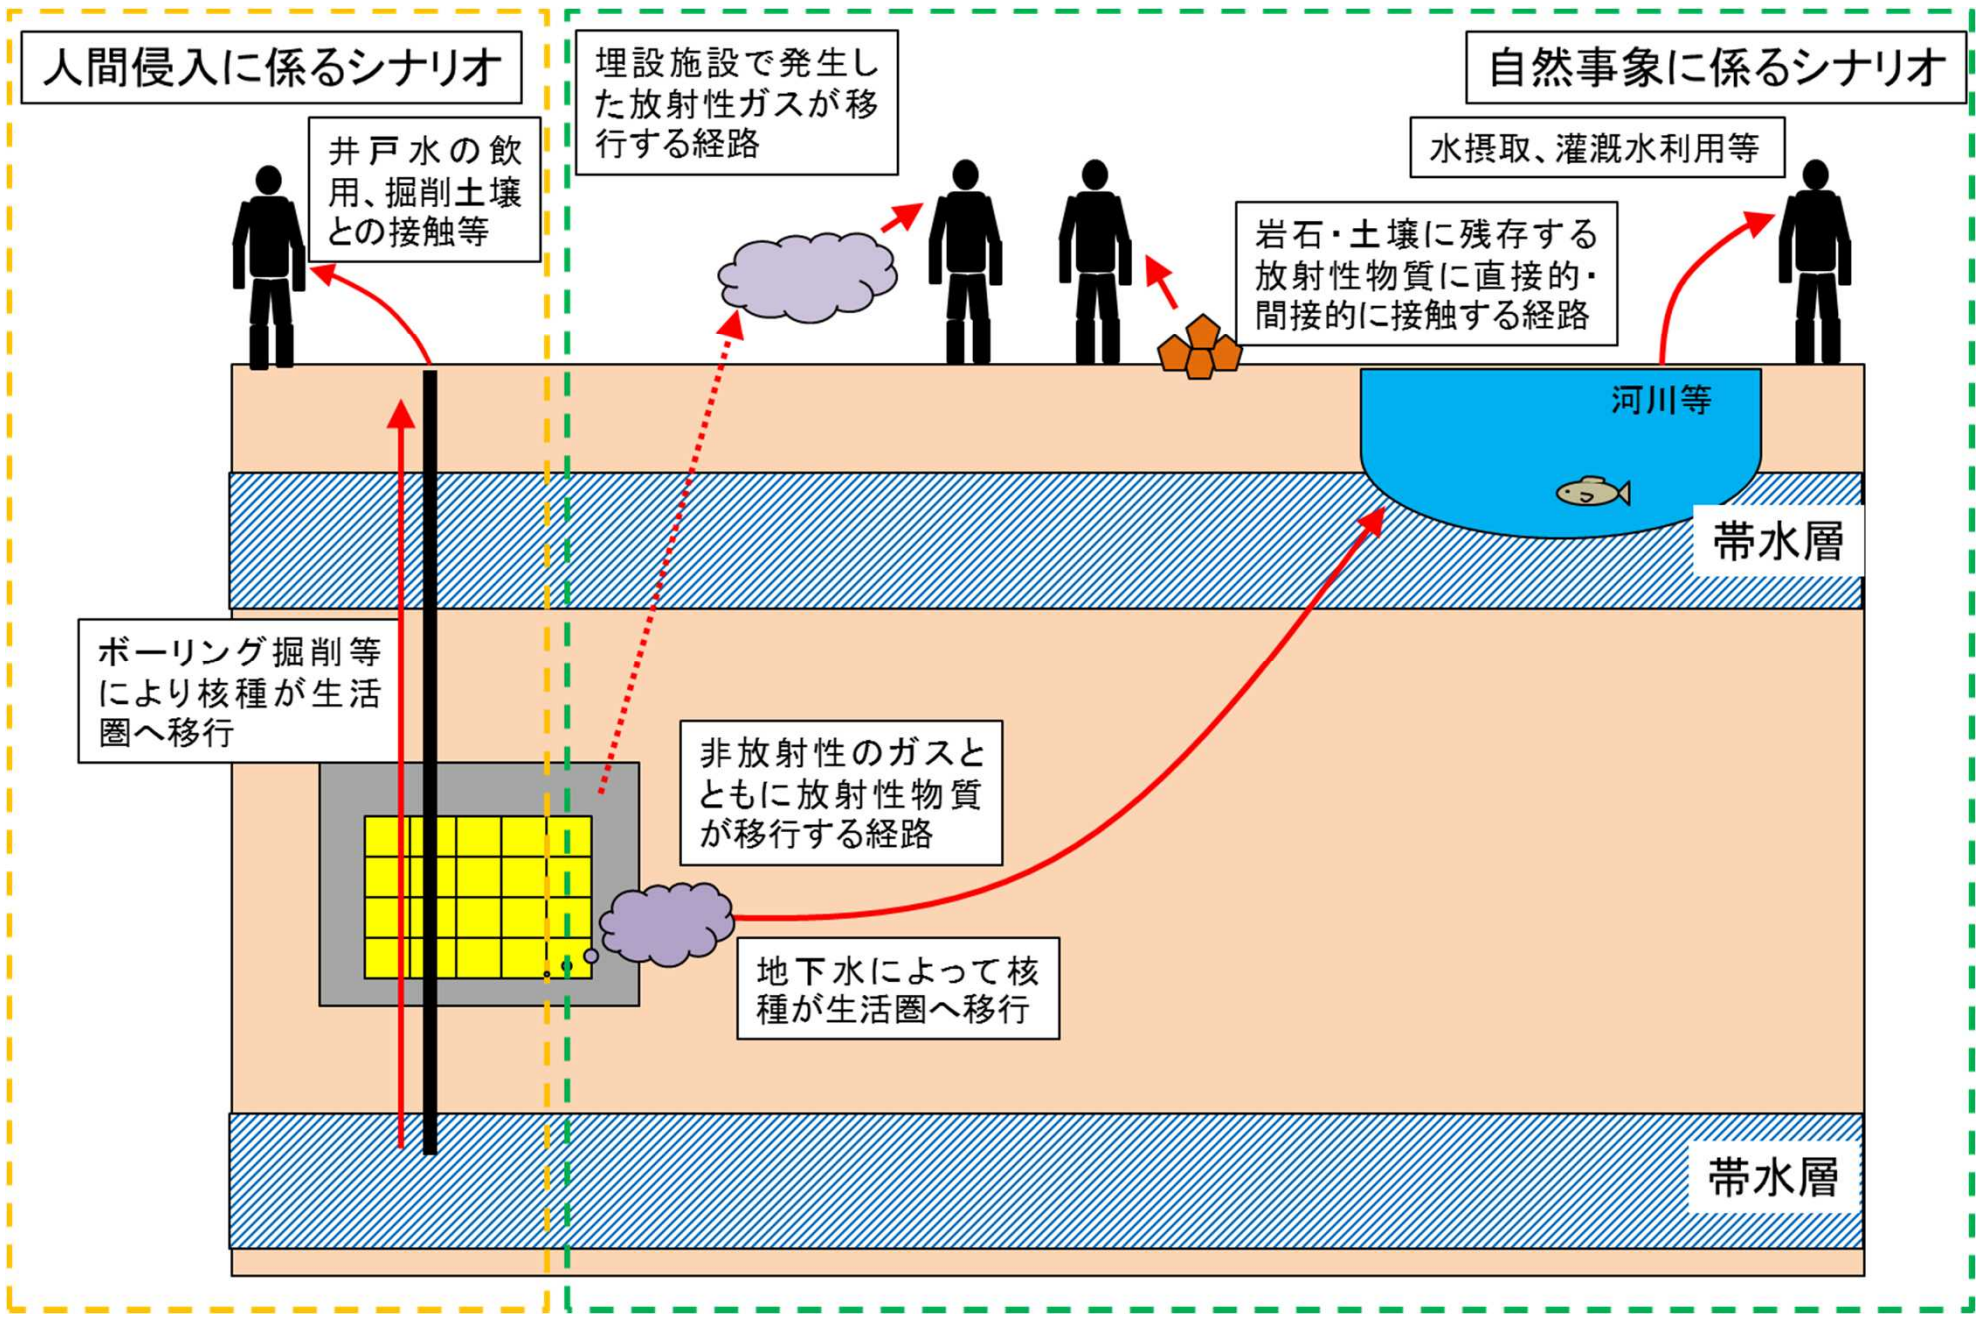 人間侵入に係るシナリオ
井戸水の飲
用、掘削土壌
との接触等
ボーリング掘削等
により核種が生活
圏へ移行
埋設施設で発生し
た放射性ガスが移
行する経路
自然事象に係るシナリオ
水摂取、灌漑水利用等
岩石・土壌に残存する
放射性物質に直接的・
間接的に接触する経路
河川等
帯水層
非放射性のガスと
ともに放射性物質
が移行する経路
地下水によって核
種が生活圏へ移行
帯水層